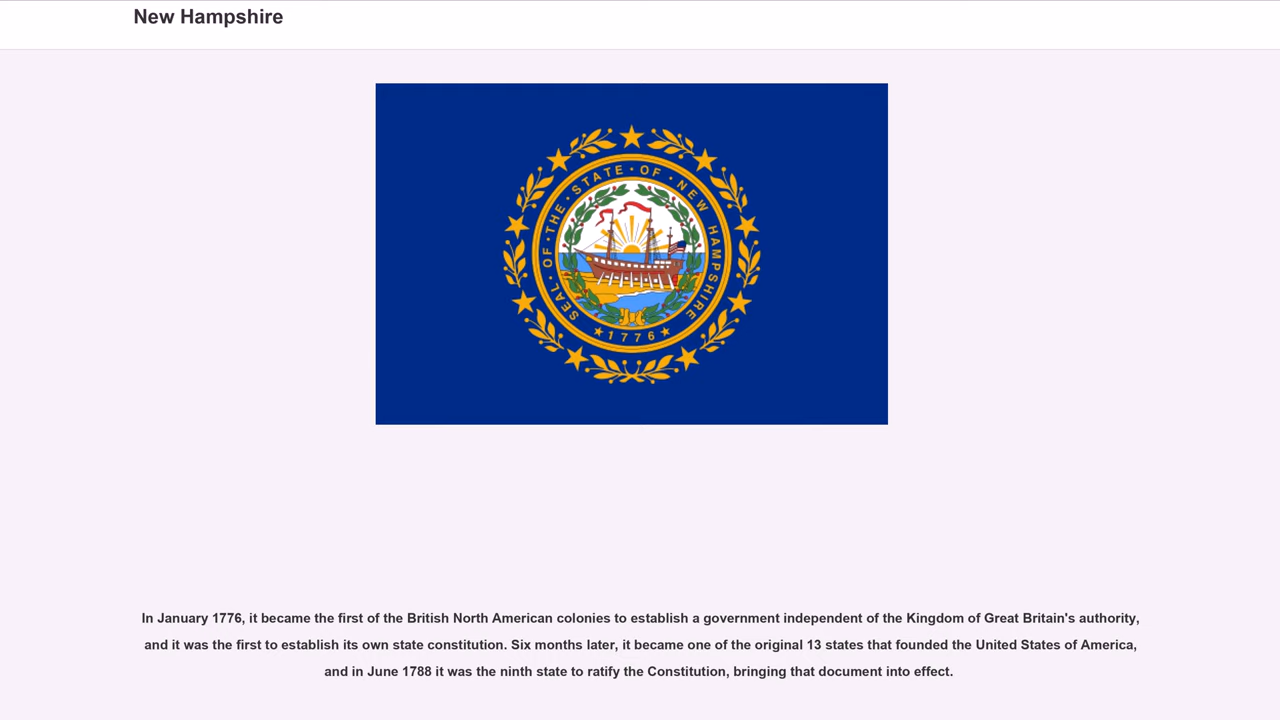 New Hampshire
SEAL · OF · THE · STATE · OF · NEW HAMPSHIRE
1776
In January 1776, it became the first of the British North American colonies to establish a government independent of the Kingdom of Great Britain's authority,
and it was the first to establish its own state constitution. Six months later, it became one of the original 13 states that founded the United States of America,
and in June 1788 it was the ninth state to ratify the Constitution, bringing that document into effect.